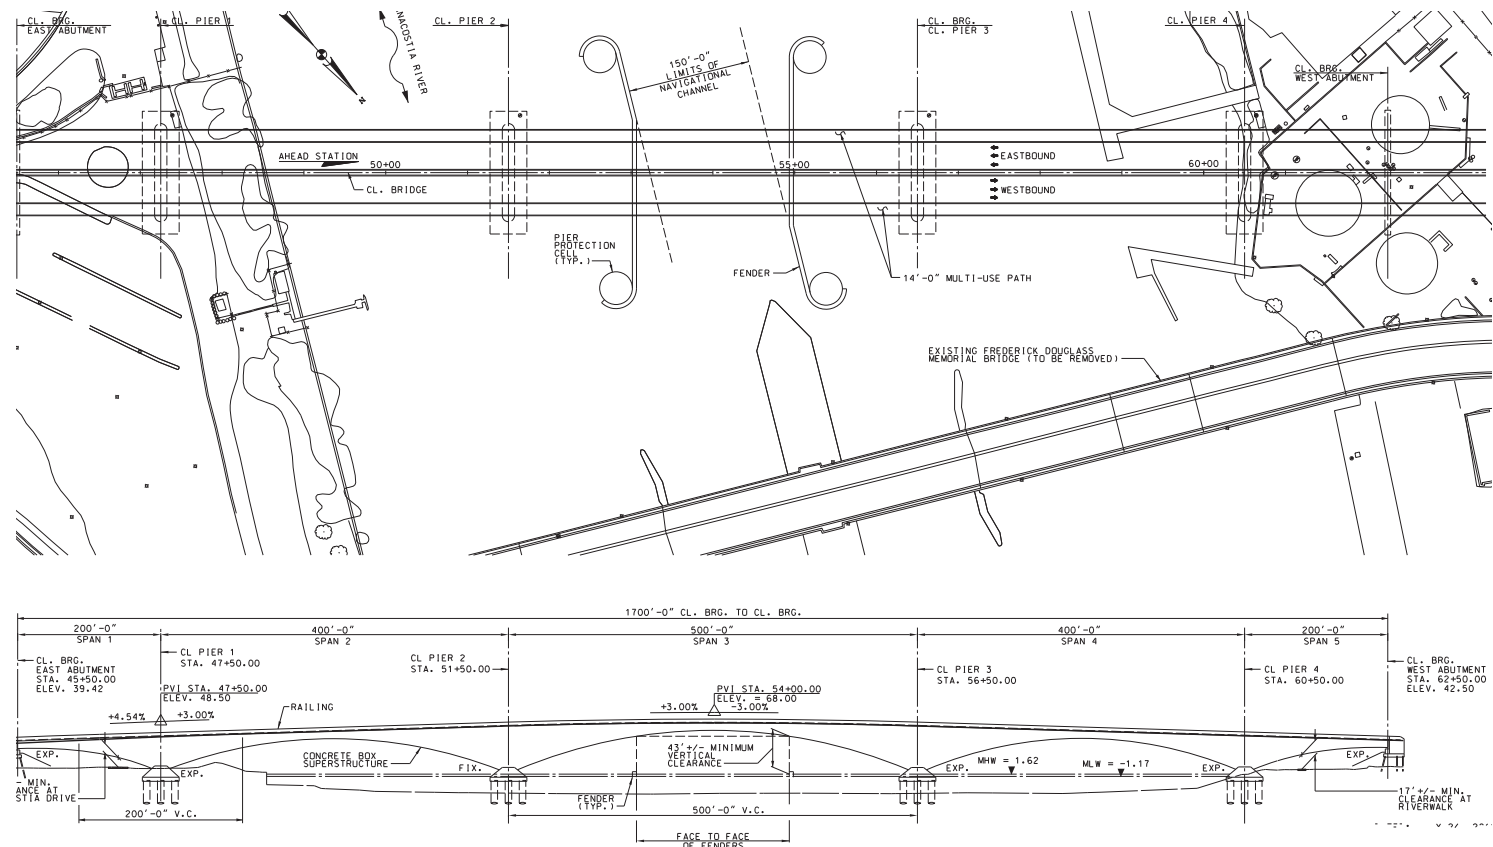 CL. BRG.
EAST ABUTMENT
CL. PIER 1
CL. PIER 2
ANACOSTIA RIVER
150'-0"
LIMITS OF
NAVIGATIONAL
CHANNEL
CL. BRG.
CL. PIER 3
CL. PIER 4
CL. BRG.
WEST ABUTMENT
AHEAD STATION
50+00
55+00
60+00
EASTBOUND
WESTBOUND
CL. BRIDGE
PIER
PROTECTION
CELL
(TYP.)
FENDER
14'-0" MULTI-USE PATH
EXISTING FREDERICK DOUGLASS
MEMORIAL BRIDGE (TO BE REMOVED)
1700'-0" CL. BRG. TO CL. BRG.
200'-0"
SPAN 1
400'-0"
SPAN 2
500'-0"
SPAN 3
400'-0"
SPAN 4
200'-0"
SPAN 5
CL. BRG.
EAST ABUTMENT
STA. 45+50.00
ELEV. 39.42
CL PIER 1
STA. 47+50.00
CL PIER 2
STA. 51+50.00
CL PIER 3
STA. 56+50.00
CL PIER 4
STA. 60+50.00
CL. BRG.
WEST ABUTMENT
STA. 62+50.00
ELEV. 42.50
PVI STA. 47+50.00
ELEV. 48.50
+4.54%
+3.00%
RAILING
PVI STA. 54+00.00
ELEV. = 68.00
+3.00%
-3.00%
EXP.
EXP.
CONCRETE BOX
SUPERSTRUCTURE
FIX.
43'+/- MINIMUM
VERTICAL
CLEARANCE
EXP.
MHW = 1.62
MLW = -1.17
EXP.
EXP.
- MIN.
ANCE AT
STIA DRIVE
200'-0" V.C.
FENDER
(TYP.)
500'-0" V.C.
FACE TO FACE
OF FENDERS
17'+/- MIN.
CLEARANCE AT
RIVERWALK